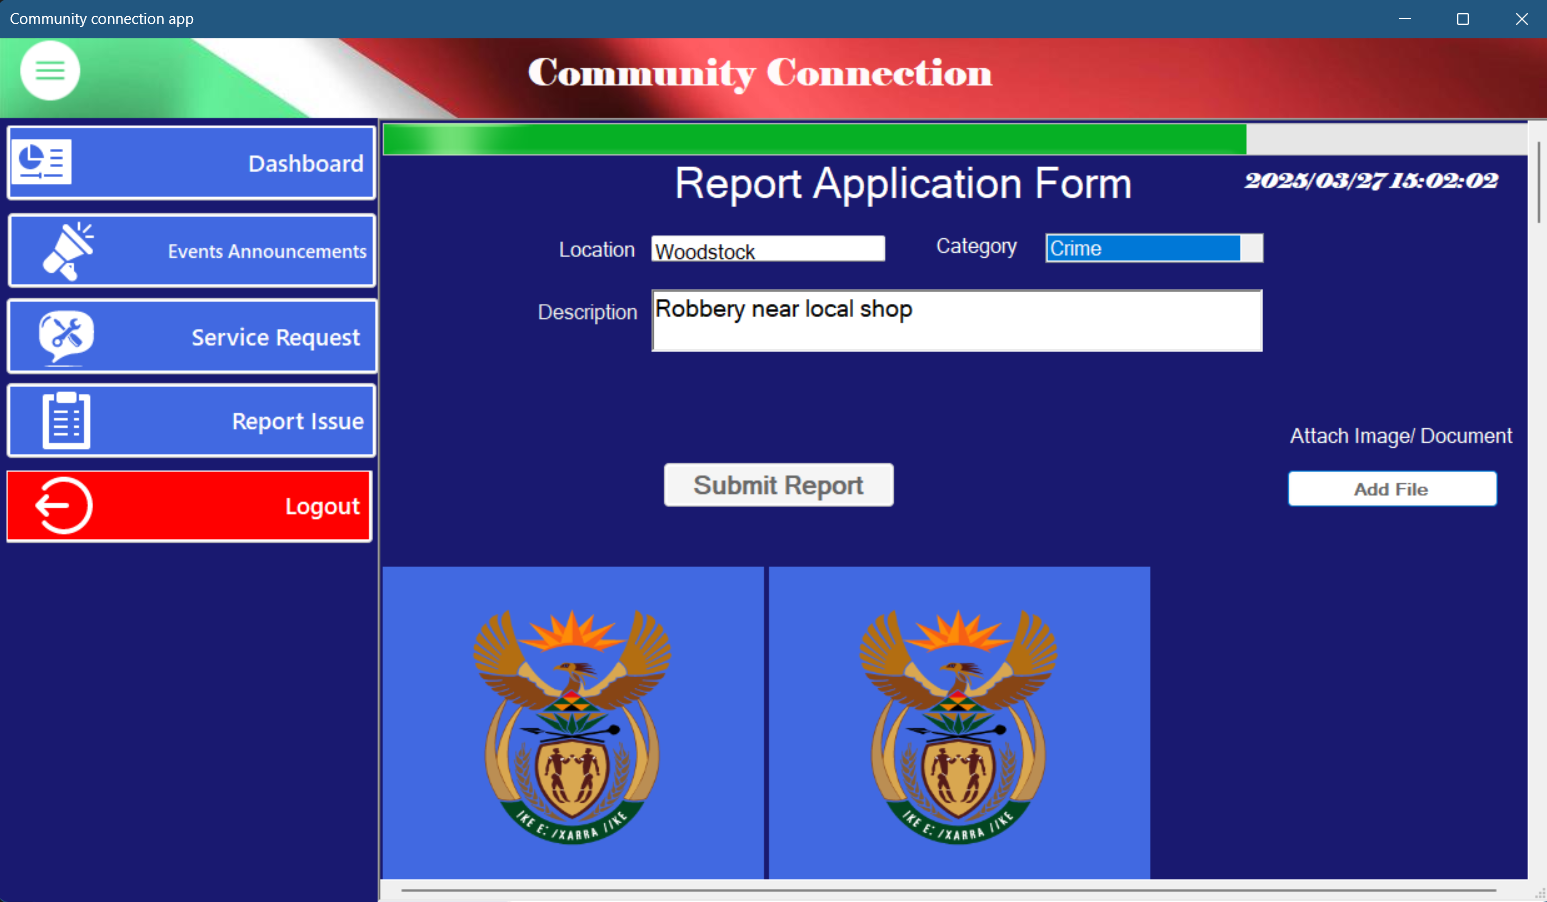 Community connection app
Community Connection
Dashboard
Events Announcements
Service Request
Report Issue
Logout
Report Application Form
2025/03/27 15:02:02
Location
Woodstock
Category
Crime
Description
Robbery near local shop
Attach Image/ Document
Submit Report
Add File
!KE E: /XARRA //KE
!KE E: /XARRA //KE